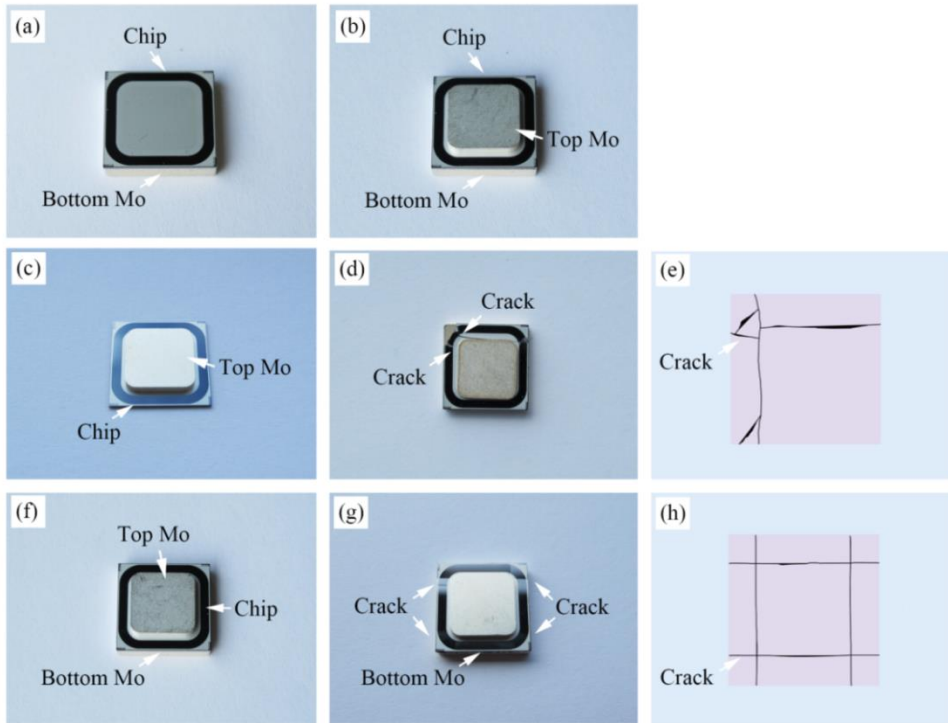 (a)
Chip
Bottom Mo
(b)
Chip
Top Mo
Bottom Mo
(c)
Top Mo
Chip
(d)
Crack
Crack
(e)
Crack
(f)
Top Mo
Chip
Bottom Mo
(g)
Crack
Crack
Bottom Mo
(h)
Crack